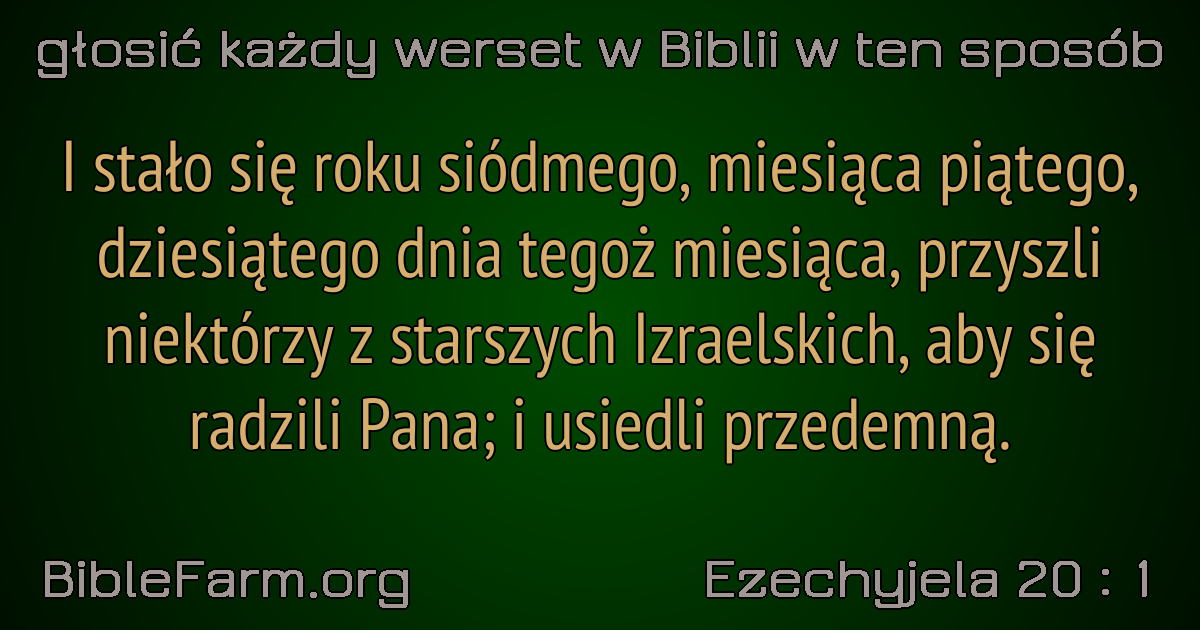 głosić każdy werset w Biblii w ten sposób
I stało się roku siódmego, miesiąca piątego,
dziesiątego dnia tegoż miesiąca, przyszli
niektórzy z starszych Izraelskich, aby się
radzili Pana; i usiedli przedemną.
BibleFarm.org
Ezechyjela 20 : 1